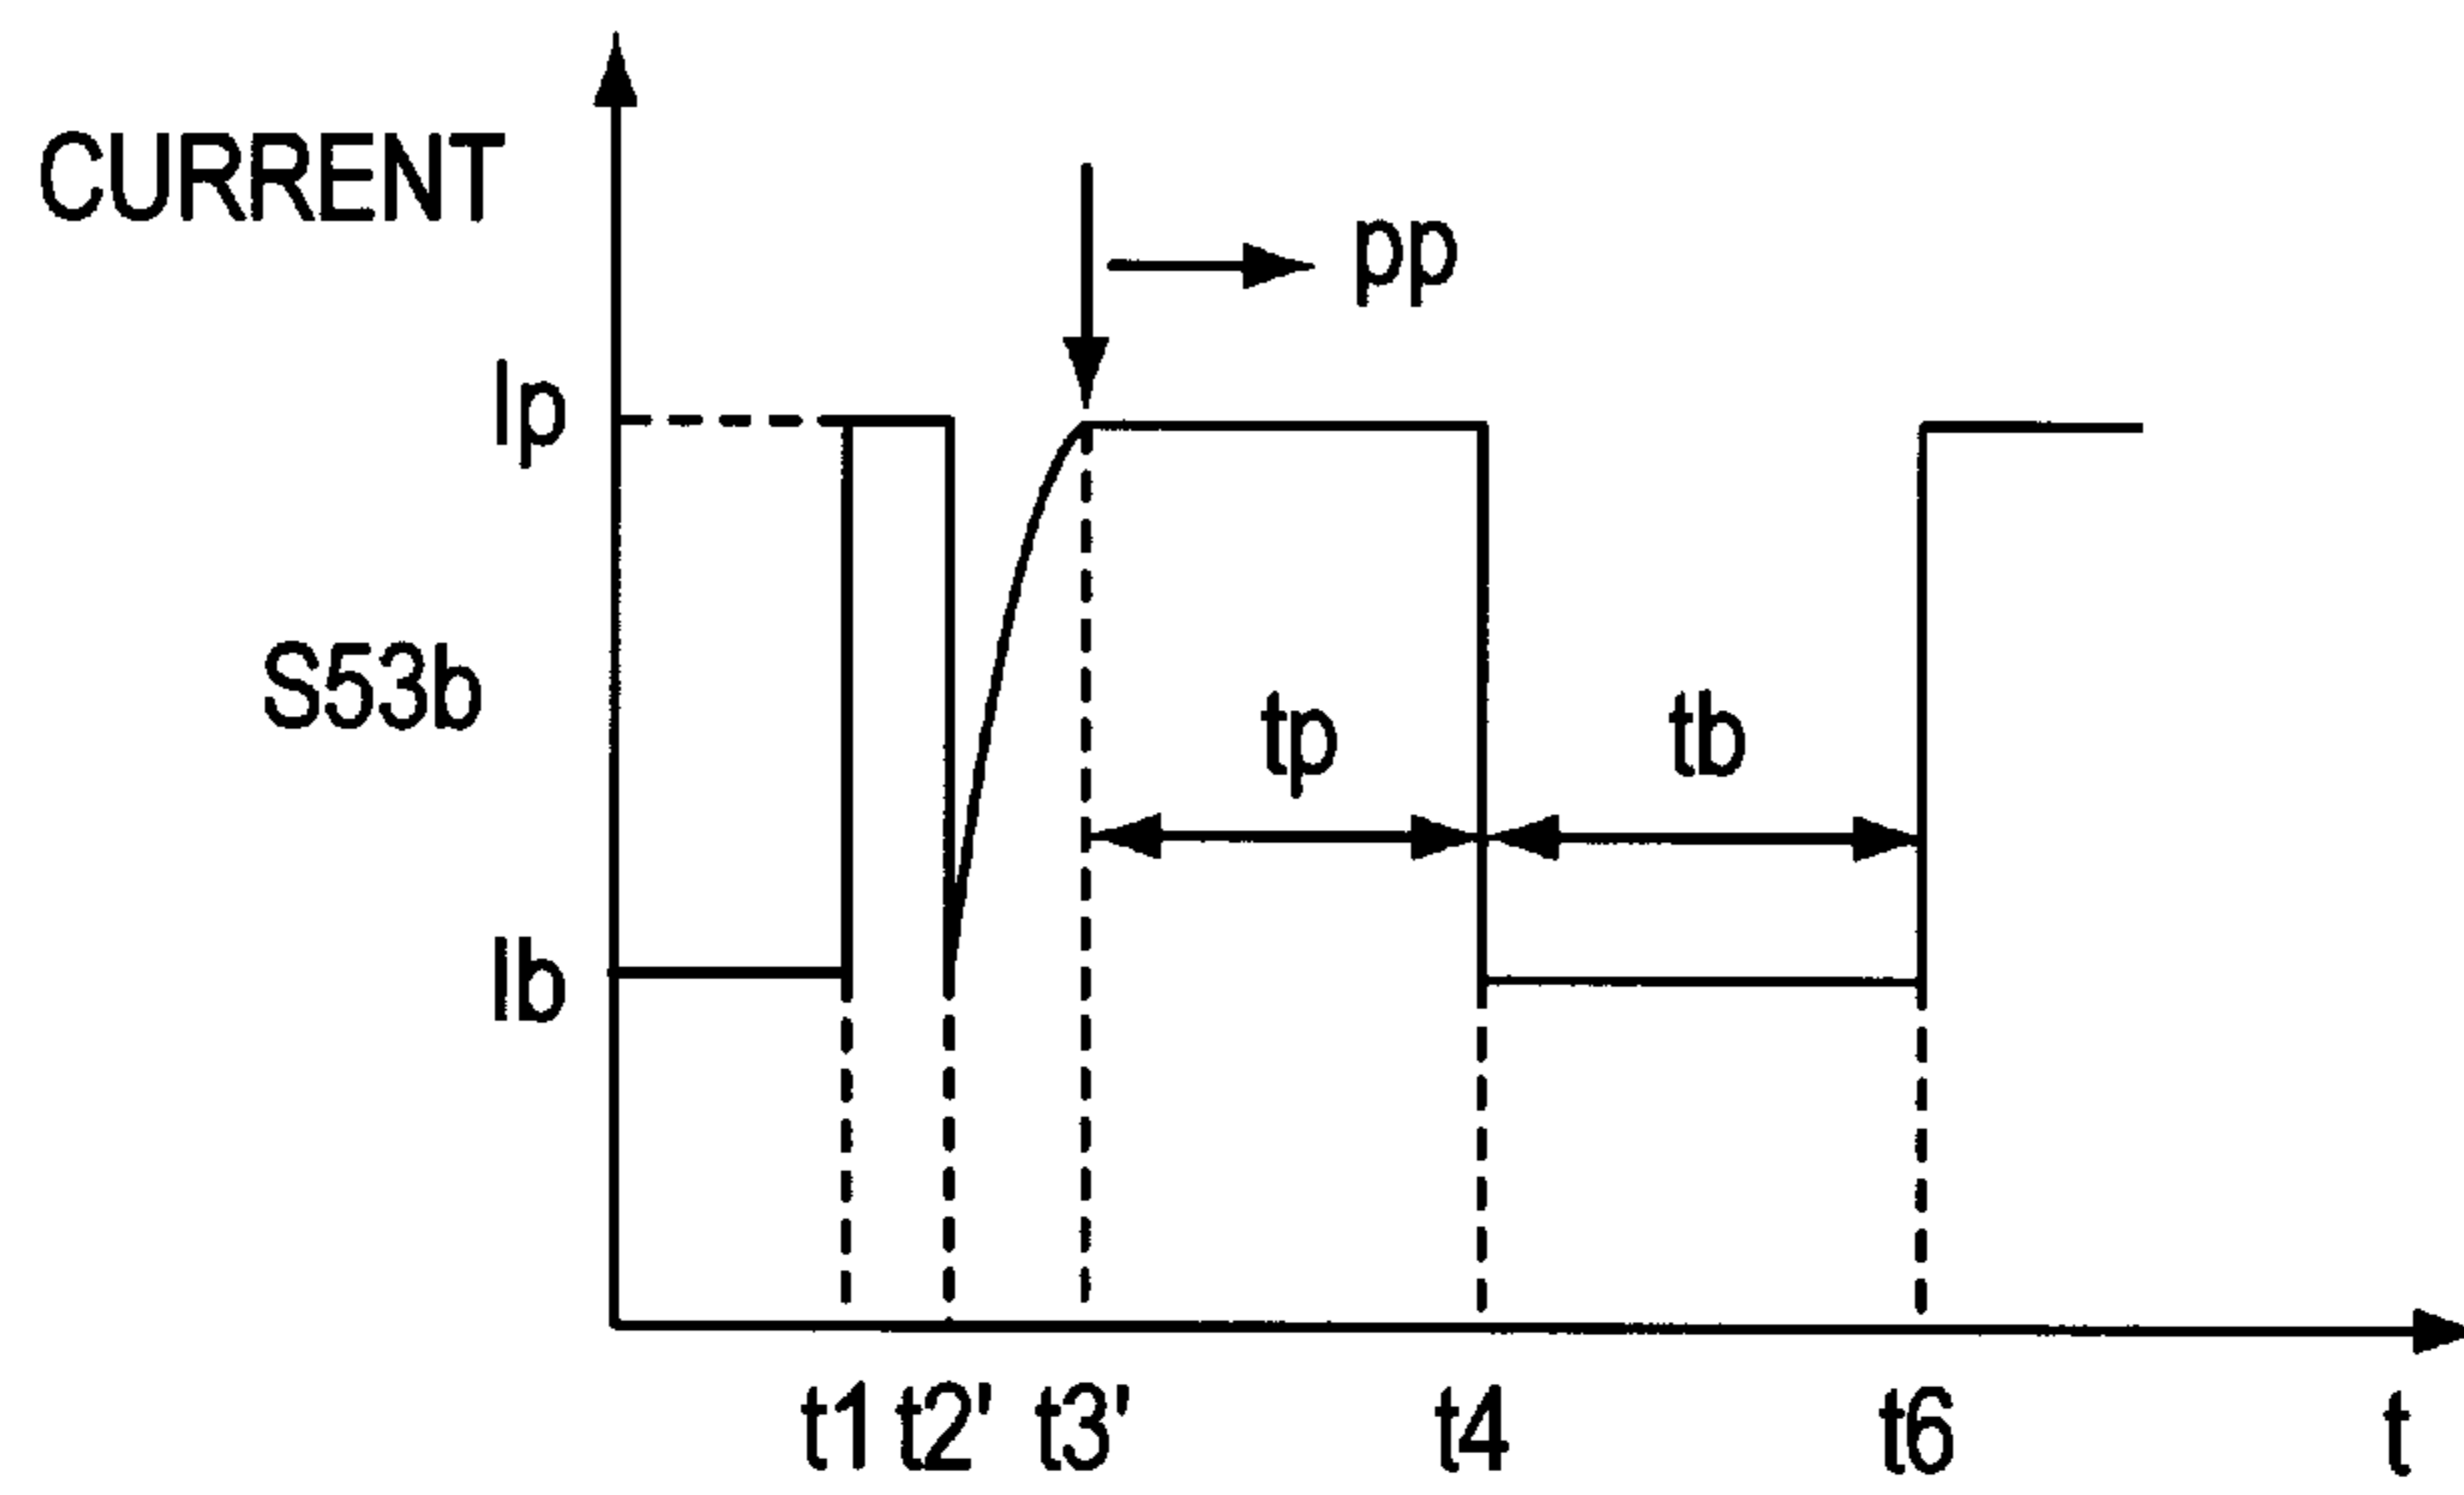 CURRENT
pp
Ip
S53b
tp
tb
Ib
t1 t2' t3' t4 t6 t